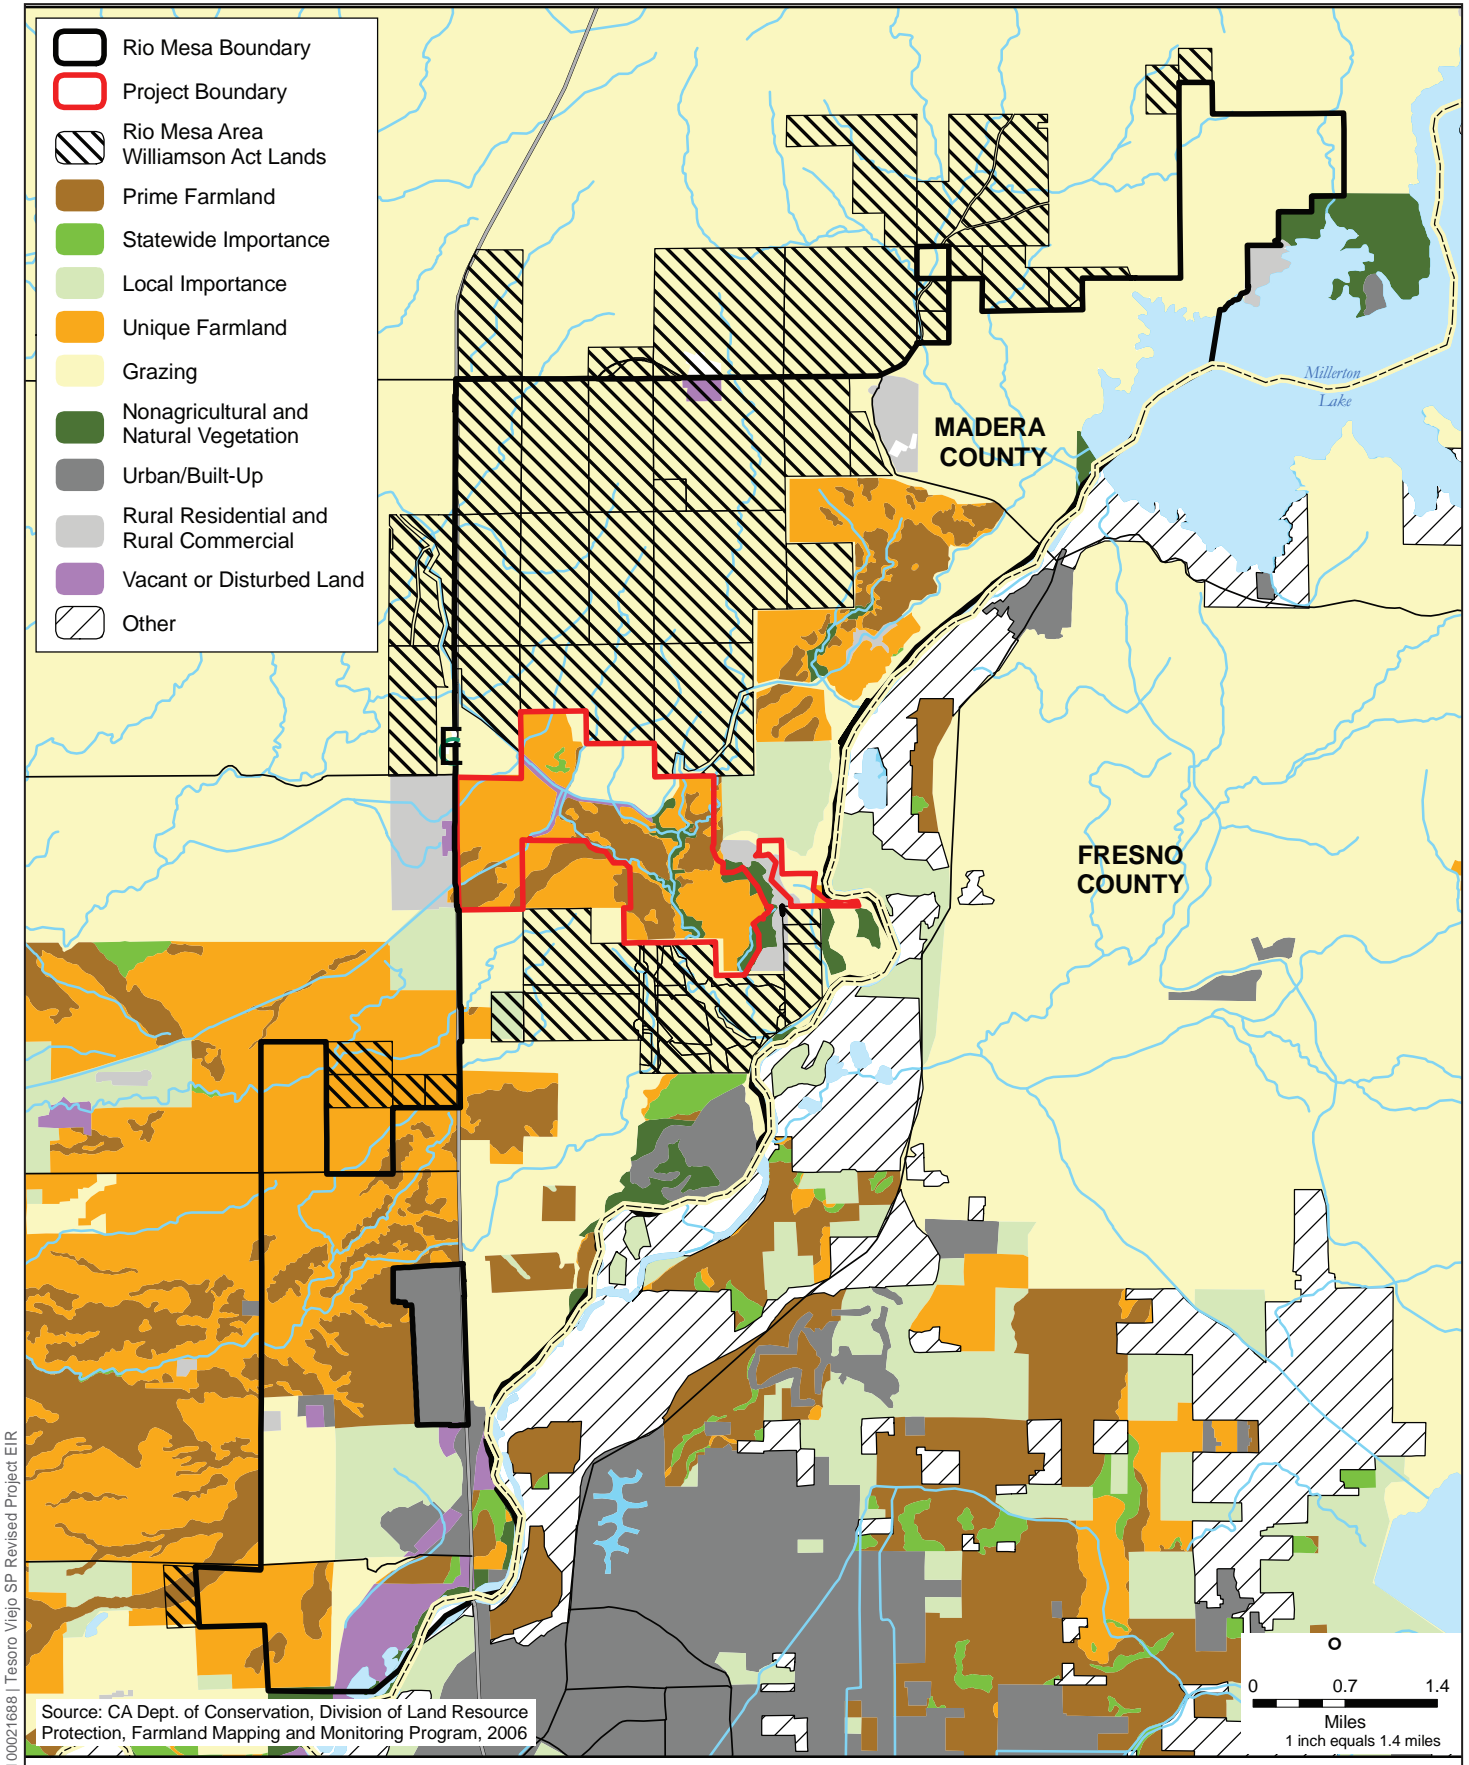 Rio Mesa Boundary
Project Boundary
Rio Mesa Area
Williamson Act Lands
Prime Farmland
Statewide Importance
Local Importance
Unique Farmland
Grazing
Nonagricultural and
Natural Vegetation
Urban/Built-Up
Rural Residential and
Rural Commercial
Vacant or Disturbed Land
Other
Millerton
Lake
MADERA
COUNTY
FRESNO
COUNTY
0 0.7 1.4
Miles
1 inch equals 1.4 miles
Source: CA Dept. of Conservation, Division of Land Resource
Protection, Farmland Mapping and Monitoring Program, 2006
100021688 | Tesoro Viejo SP Revised Project EIR